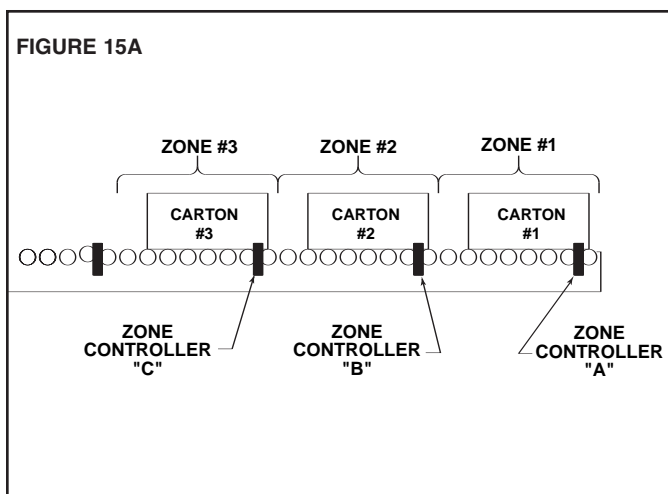 FIGURE 15A
ZONE #3
ZONE #2
ZONE #1
CARTON
#3
CARTON
#2
CARTON
#1
ZONE
CONTROLLER
"C"
ZONE
CONTROLLER
"B"
ZONE
CONTROLLER
"A"